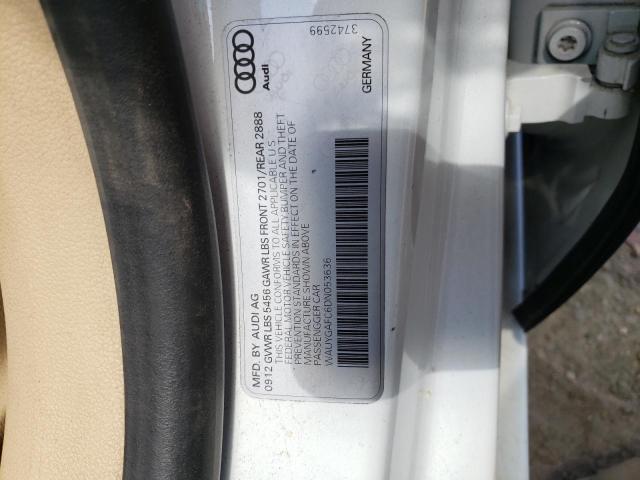 MFD. BY AUDI AG
0912 GVWR LBS 5456 GAWR LBS FRONT 2701/REAR 2888
THIS VEHICLE CONFORMS TO ALL APPLICABLE U.S
FEDERAL MOTOR VEHICLE SAFETY, BUMPER AND THEFT
PREVENTION STANDARDS IN EFFECT ON THE DATE OF
MANUFACTURE SHOWN ABOVE
PASSENGER CAR
WAUYGAFC6DN053636
Audi
3742599
GERMANY